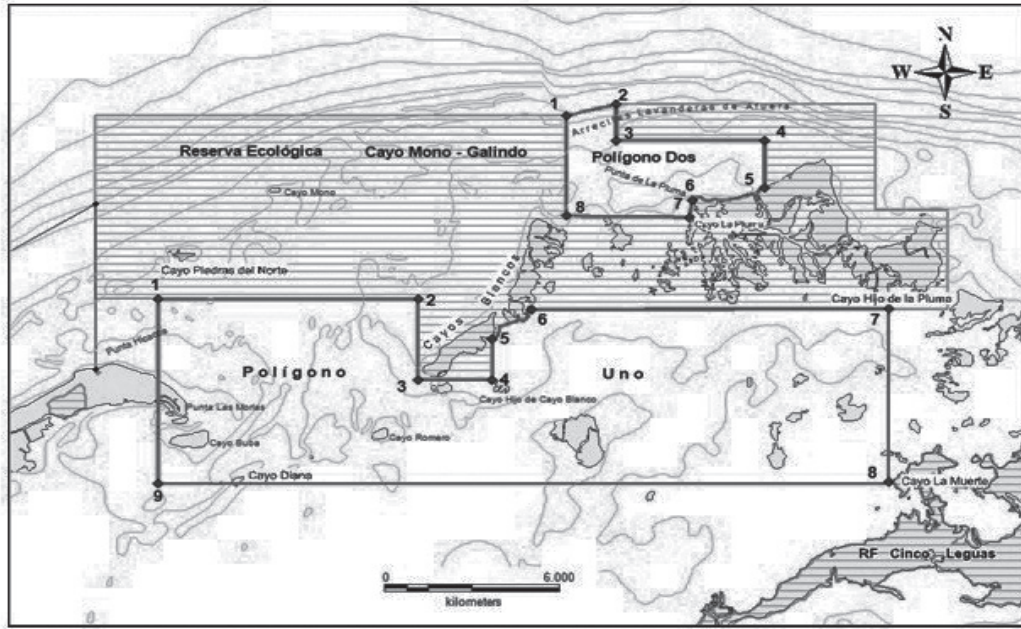 N
W E
S
1
2
Arrecifes Lavanderas de Afuera
3
4
Reserva Ecológica Cayo Mono - Galindo
Polígono Dos
Punta de La Pluma
Cayo Mono
5
6
7
8
Cayo La Pluma
Cayo Piedras del Norte
Cayos Blancos
1
2
Cayo Hijo de la Pluma
6
7
5
Polígono
Uno
3
4
Cayo Hijo de Cayo Blanco
Punta Las Morlas
Cayo Buba
Cayo Romero
Cayo Diana
8
Cayo La Muerte
9
RF Cinco Leguas
0 6.000
kilometers